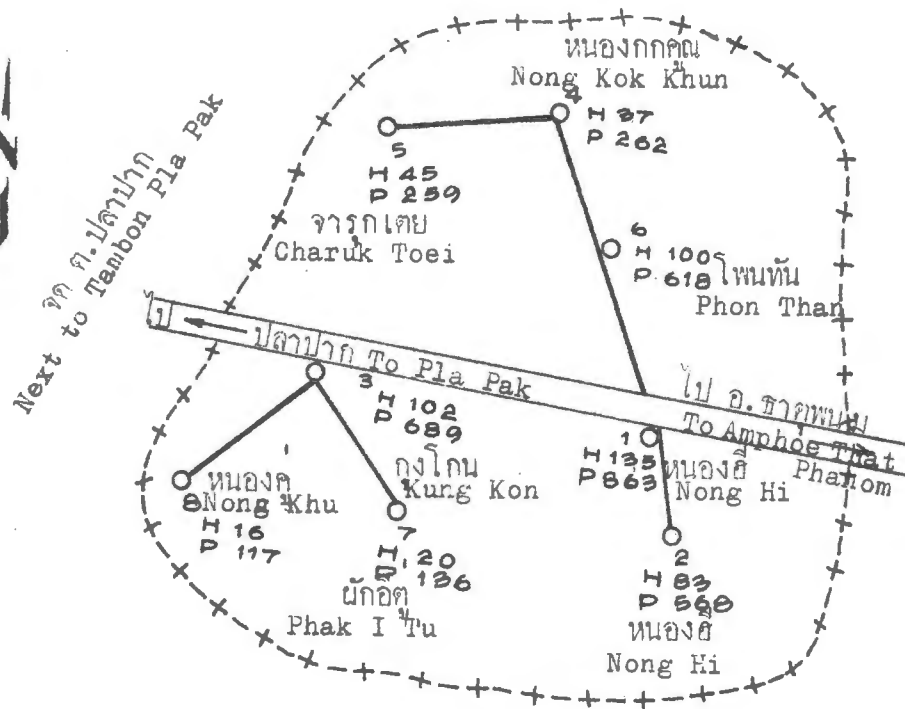 หนองกกคูณ
Nong Kok Khun
4
H 37
P 262
5
H 45
P 259
จารุกเตย
Charuk Toei
6
H 100
P 618
โพนทัน
Phon Than
จด ต.ปลาปาก
Next to Tambon Pla Pak
ไป
ปลาปาก To Pla Pak
ไป อ. ธาตุพนม
To Amphoe That
Phanom
3
H 102
P 689
กุงโกน
Kung Kon
1
H 135
P 863
หนองฮี
Nong Hi
8
หนองคู
Nong Khu
H 16
P 117
7
H 20
P 136
ผักอีตู
Phak I Tu
2
H 83
P 568
หนองฮี
Nong Hi